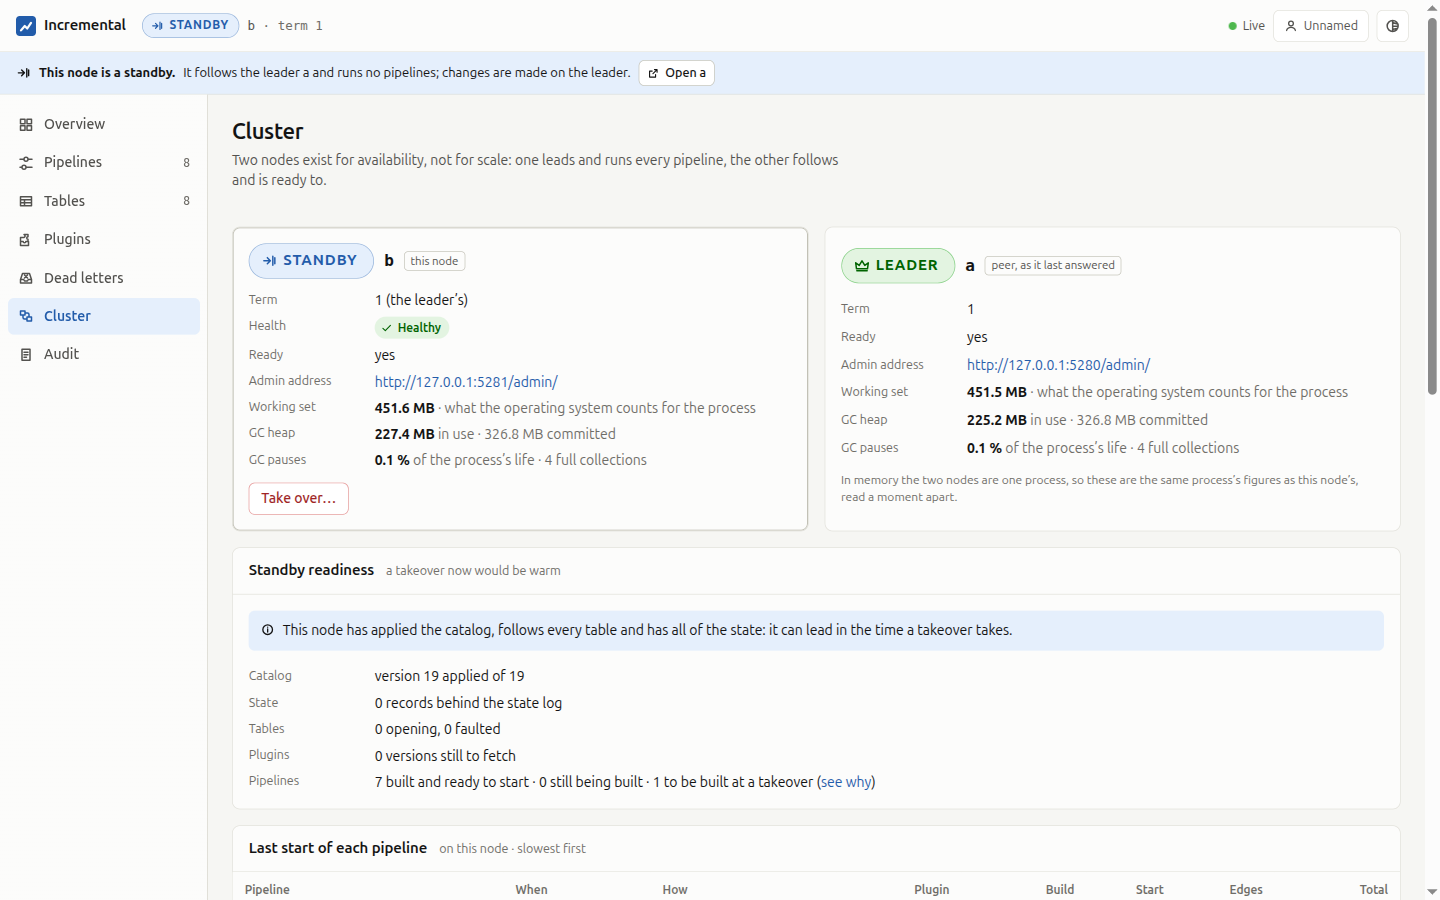 Incremental
STANDBY
b · term 1
Live
Unnamed
This node is a standby. It follows the leader a and runs no pipelines; changes are made on the leader.
Open a
Overview
Pipelines 8
Tables 8
Plugins
Dead letters
Cluster
Audit
Cluster
Two nodes exist for availability, not for scale: one leads and runs every pipeline, the other follows
and is ready to.
STANDBY b this node
Term 1 (the leader’s)
Health Healthy
Ready yes
Admin address http://127.0.0.1:5281/admin/
Working set 451.6 MB · what the operating system counts for the process
GC heap 227.4 MB in use · 326.8 MB committed
GC pauses 0.1 % of the process’s life · 4 full collections
Take over…
LEADER a peer, as it last answered
Term 1
Ready yes
Admin address http://127.0.0.1:5280/admin/
Working set 451.5 MB · what the operating system counts for the process
GC heap 225.2 MB in use · 326.8 MB committed
GC pauses 0.1 % of the process’s life · 4 full collections
In memory the two nodes are one process, so these are the same process’s figures as this node’s,
read a moment apart.
Standby readiness a takeover now would be warm
This node has applied the catalog, follows every table and has all of the state: it can lead in the time a takeover takes.
Catalog version 19 applied of 19
State 0 records behind the state log
Tables 0 opening, 0 faulted
Plugins 0 versions still to fetch
Pipelines 7 built and ready to start · 0 still being built · 1 to be built at a takeover (see why)
Last start of each pipeline on this node · slowest first
Pipeline When How Plugin Build Start Edges Total